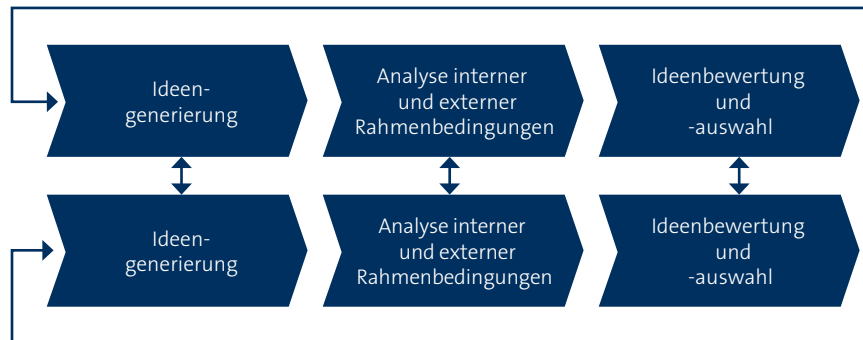 Ideen-
generierung
Analyse interner
und externer
Rahmenbedingungen
Ideenbewertung
und
-auswahl
Ideen-
generierung
Analyse interner
und externer
Rahmenbedingungen
Ideenbewertung
und
-auswahl